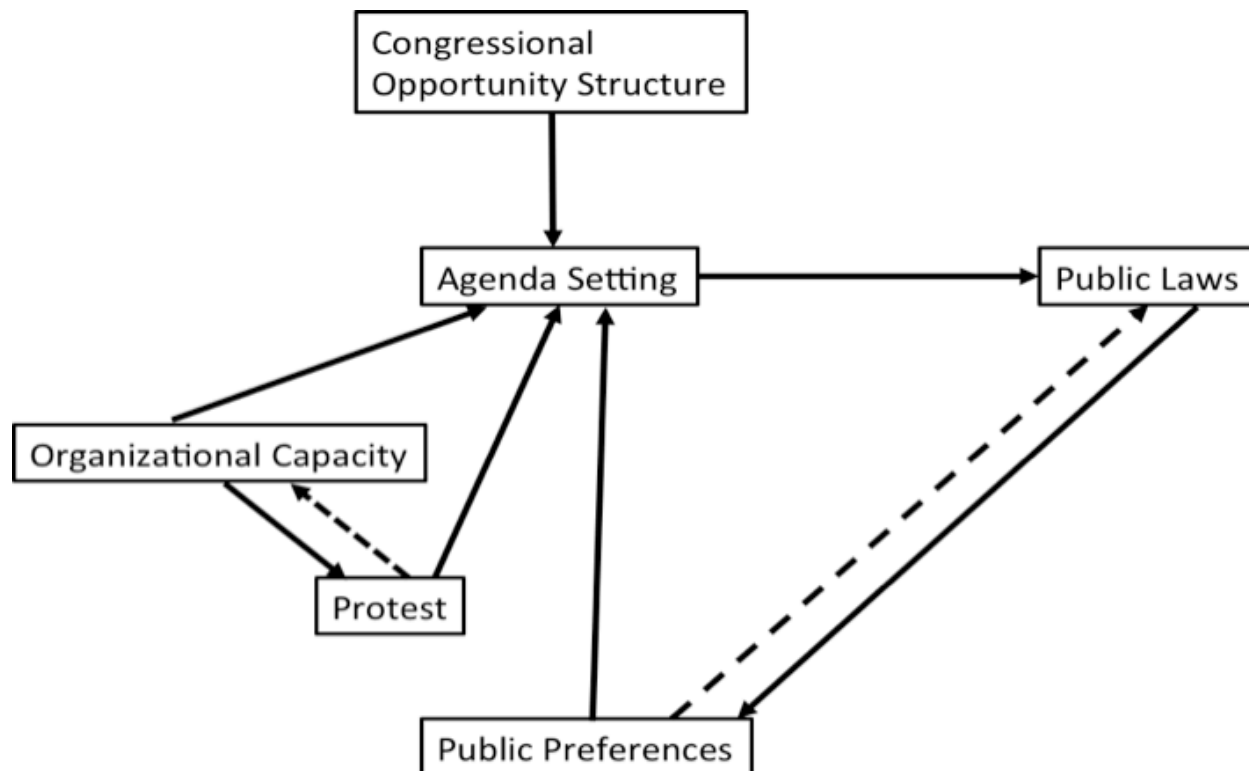 Congressional
Opportunity Structure
Agenda Setting
Public Laws
Organizational Capacity
Protest
Public Preferences